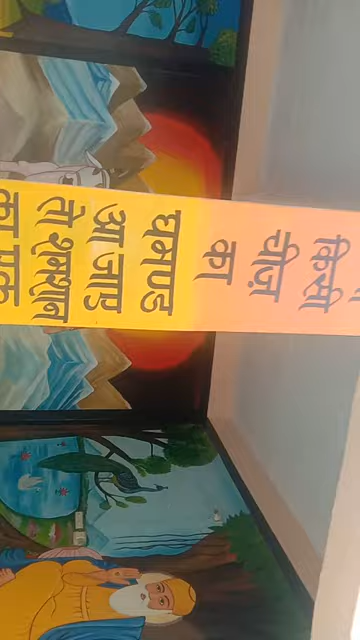 किसी
चीज़
का
घमण्ड
आ जाए
तो श्मशान
का